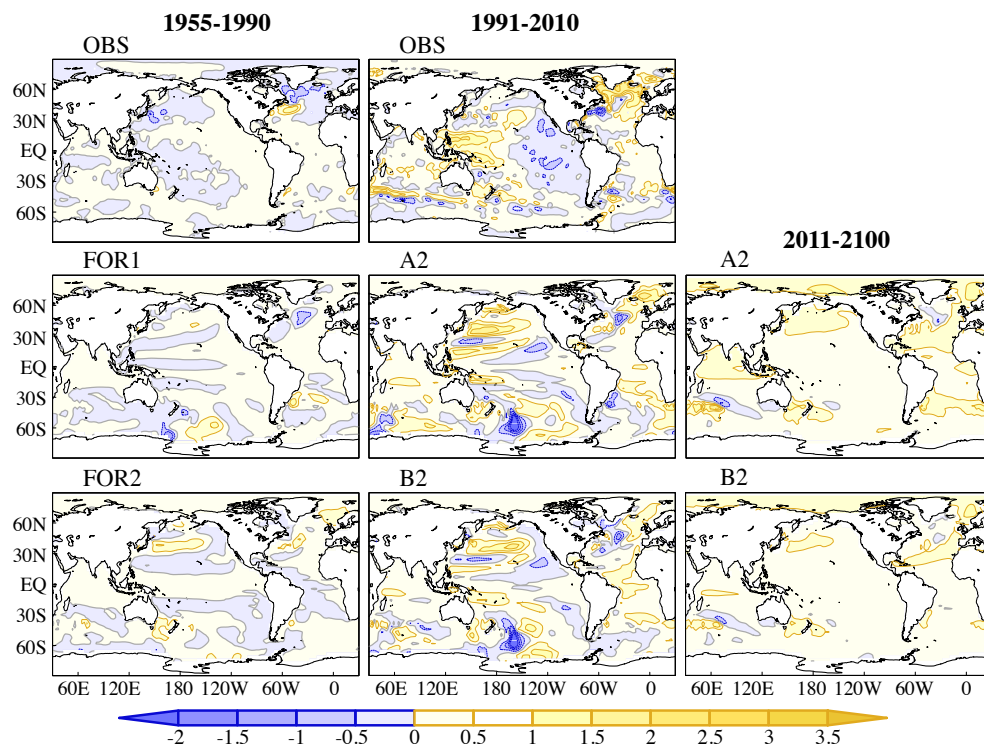 1955-1990 1991-2010
OBS OBS
60N
30N
EQ
30S
60S
2011-2100
FOR1 A2 A2
60N
30N
EQ
30S
60S
FOR2 B2 B2
60N
30N
EQ
30S
60S
60E 120E 180 120W 60W 0 60E 120E 180 120W 60W 0 60E 120E 180 120W 60W 0
-2 -1.5 -1 -0.5 0 0.5 1 1.5 2 2.5 3 3.5